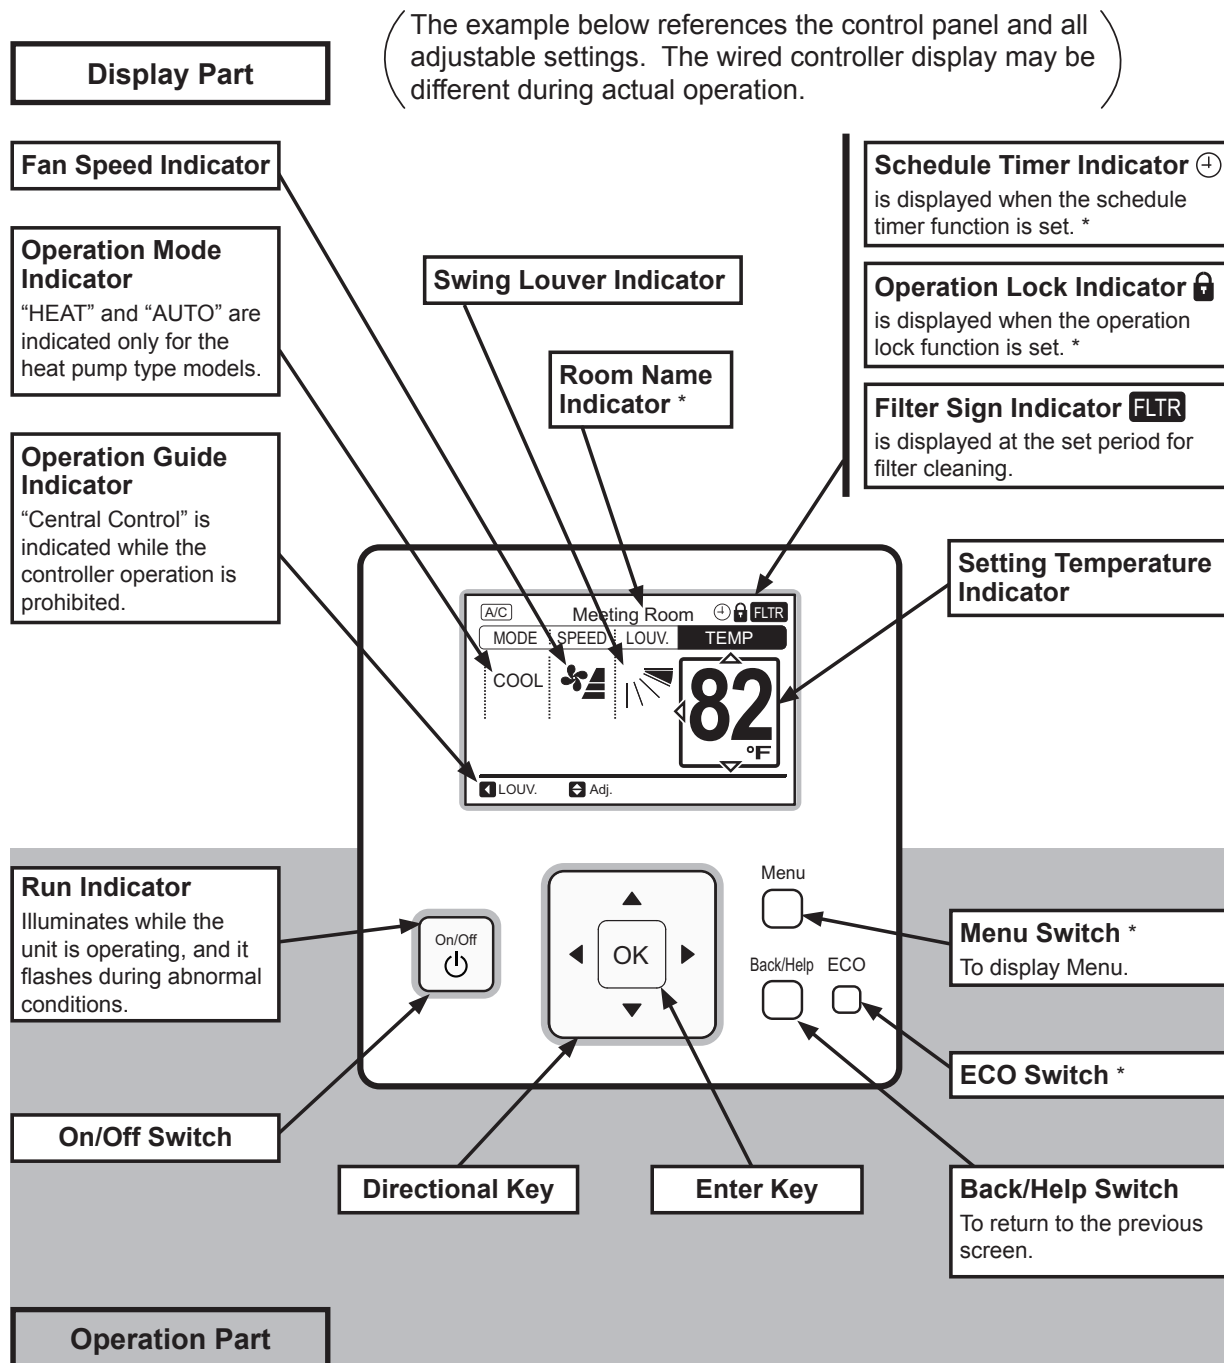 The example below references the control panel and all
adjustable settings.  The wired controller display may be
different during actual operation.
Display Part
Fan Speed Indicator
Operation Mode
Indicator
“HEAT” and “AUTO” are
indicated only for the
heat pump type models.
Operation Guide
Indicator
“Central Control” is
indicated while the
controller operation is
prohibited.
Swing Louver Indicator
Room Name
Indicator *
Schedule Timer Indicator
is displayed when the schedule
timer function is set. *
Operation Lock Indicator
is displayed when the operation
lock function is set. *
Filter Sign Indicator FLTR
is displayed at the set period for
filter cleaning.
Setting Temperature
Indicator
A/C Meeting Room FLTR
MODE SPEED LOUV. TEMP
COOL 82
°F
LOUV. Adj.
Run Indicator
Illuminates while the
unit is operating, and it
flashes during abnormal
conditions.
On/Off
OK
Menu
Back/Help ECO
Menu Switch *
To display Menu.
ECO Switch *
On/Off Switch
Directional Key
Enter Key
Back/Help Switch
To return to the previous
screen.
Operation Part